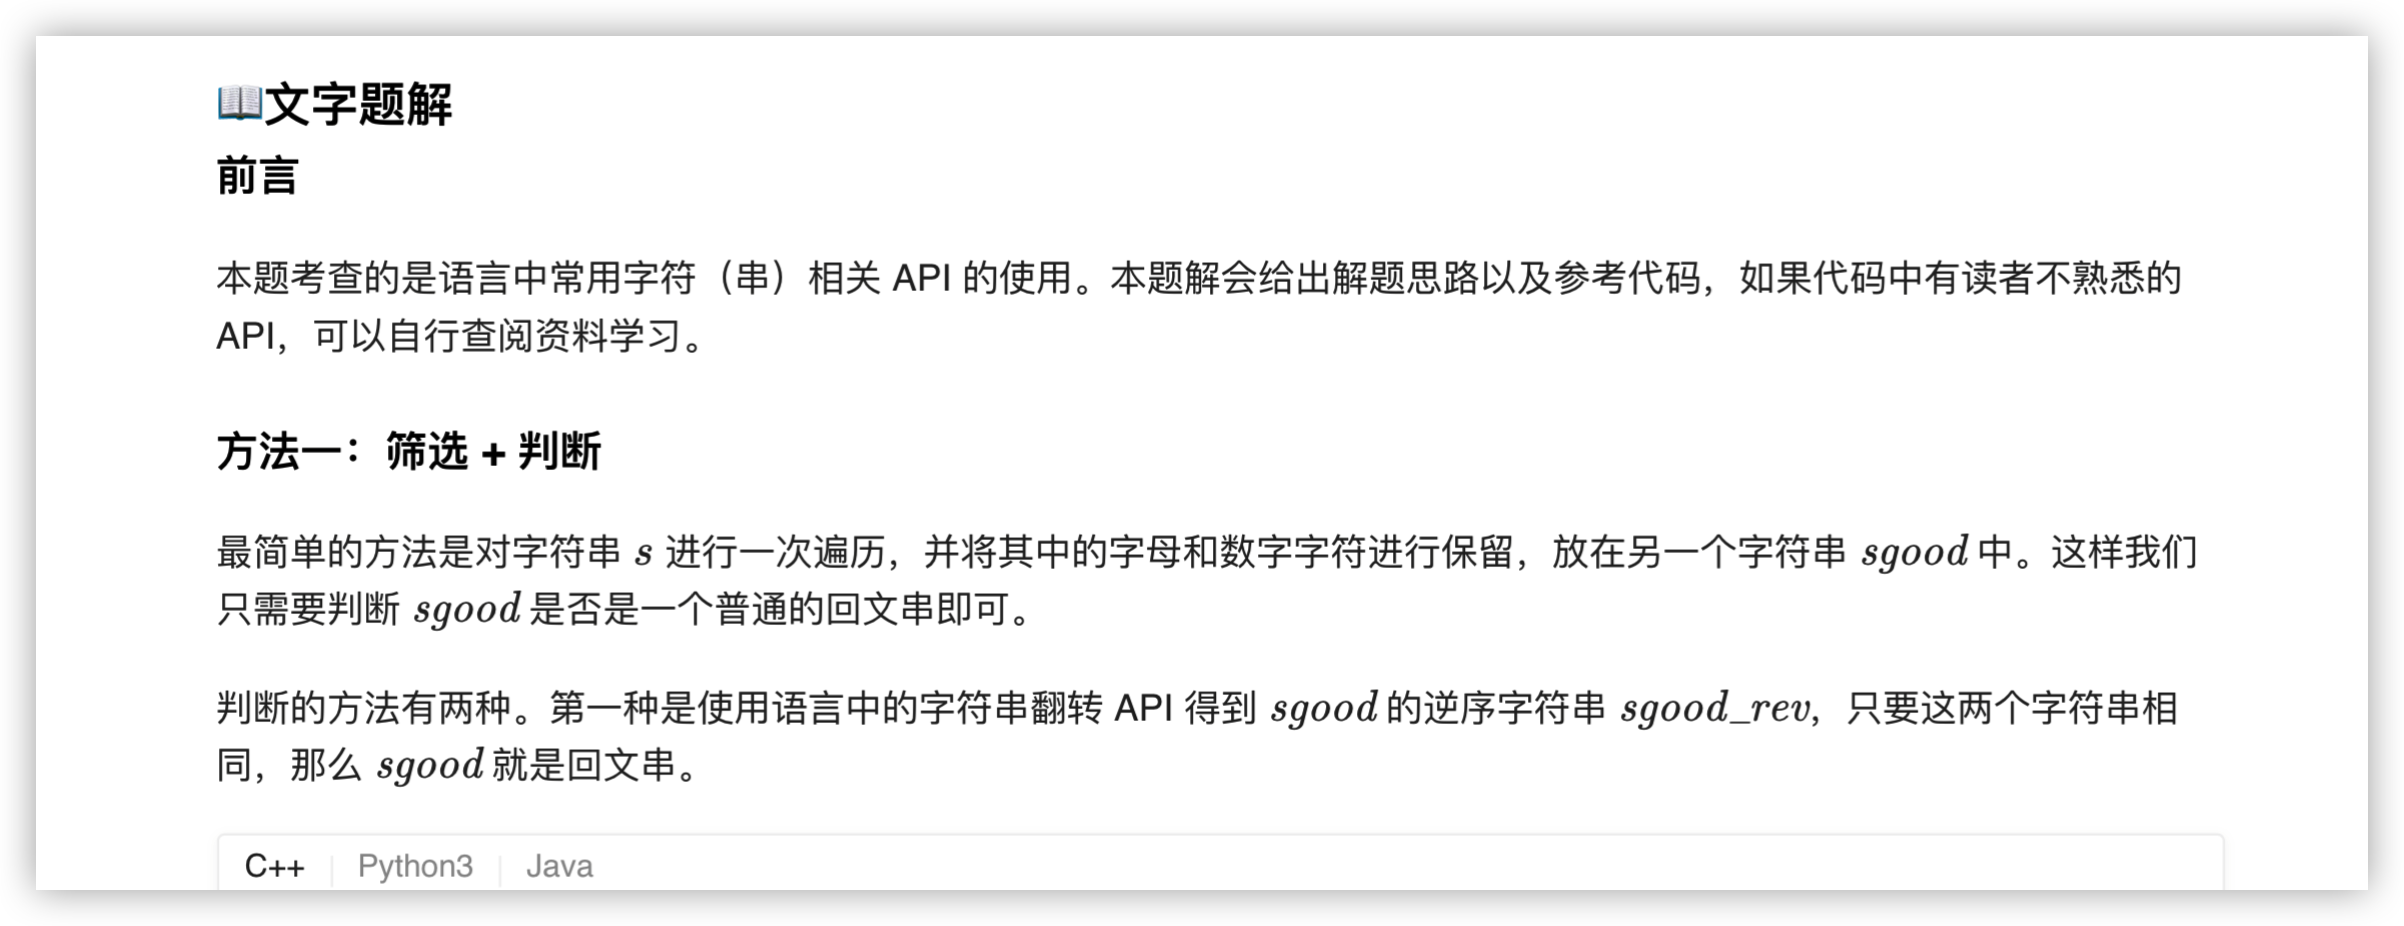 📖文字题解
前言
本题考查的是语言中常用字符（串）相关 API 的使用。本题解会给出解题思路以及参考代码，如果代码中有读者不熟悉的
API，可以自行查阅资料学习。
方法一：筛选 + 判断
最简单的方法是对字符串 s 进行一次遍历，并将其中的字母和数字字符进行保留，放在另一个字符串 sgood 中。这样我们
只需要判断 sgood 是否是一个普通的回文串即可。
判断的方法有两种。第一种是使用语言中的字符串翻转 API 得到 sgood 的逆序字符串 sgood_rev，只要这两个字符串相
同，那么 sgood 就是回文串。
C++ Python3 Java